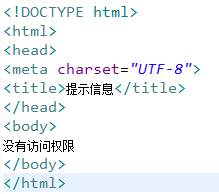 <!DOCTYPE html>
<html>
<head>
<meta charset="UTF-8">
<title>提示信息</title>
</head>
<body>
没有访问权限
</body>
</html>